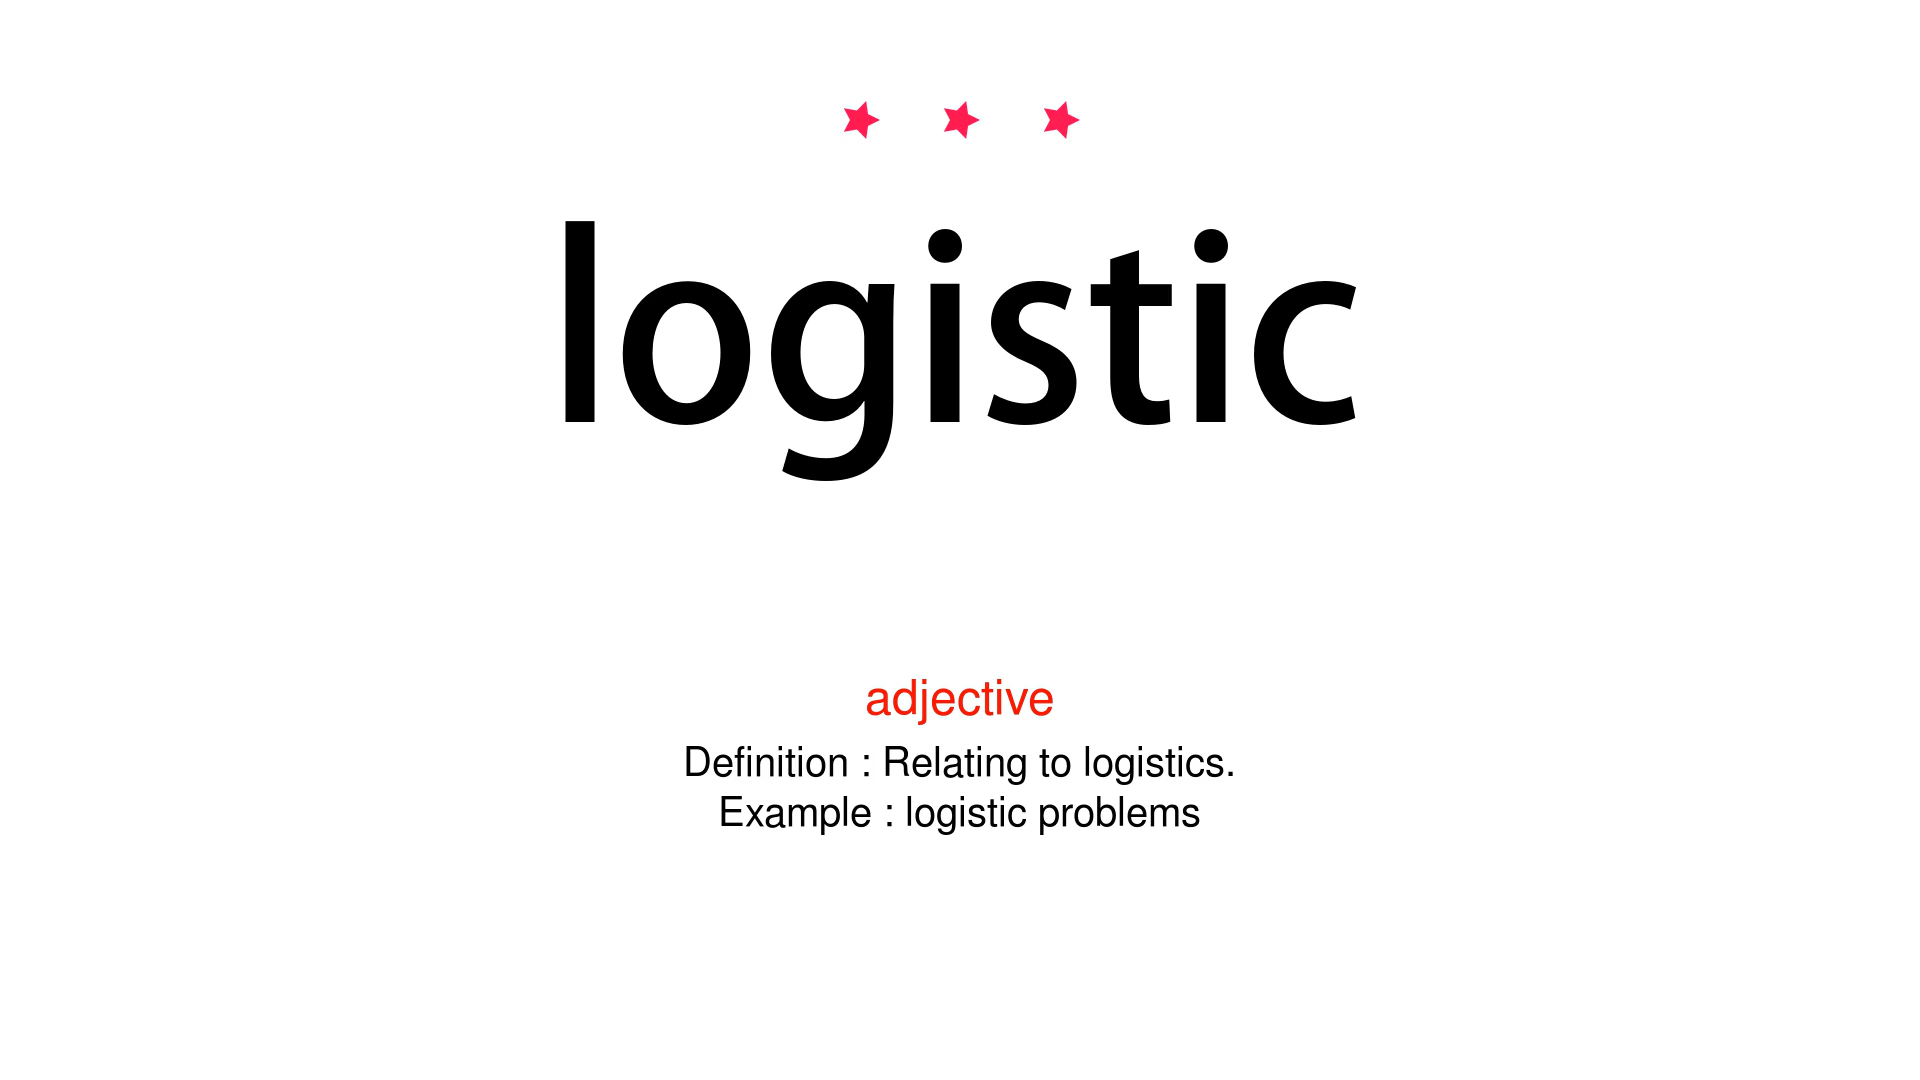 logistic
adjective
Definition : Relating to logistics.
Example : logistic problems